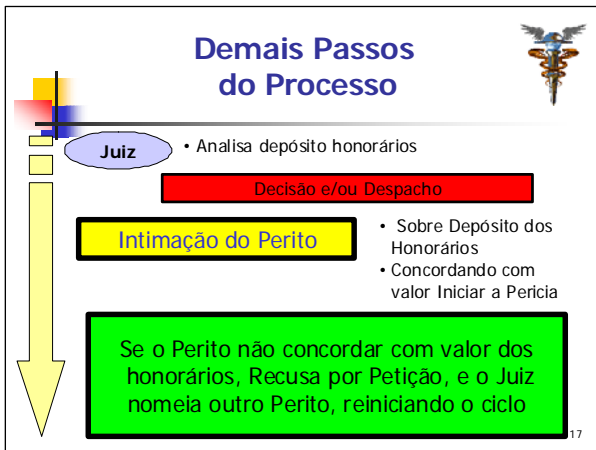 Demais Passos
do Processo
Juiz
• Analisa depósito honorários
Decisão e/ou Despacho
Intimação do Perito
• Sobre Depósito dos
Honorários
• Concordando com
valor Iniciar a Pericia
Se o Perito não concordar com valor dos
honorários, Recusa por Petição, e o Juiz
nomeia outro Perito, reiniciando o ciclo
17